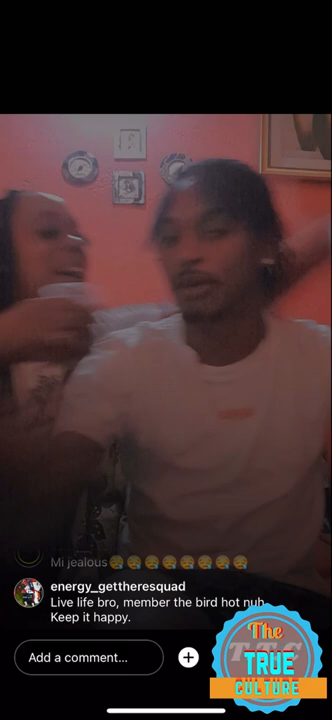 Mi jealous😪😪😪😪😪😪😪😪
energy_gettheresquad
Live life bro, member the bird hot nuh
Keep it happy.
Add a comment...
The
TTC
TRUE
CULTURE